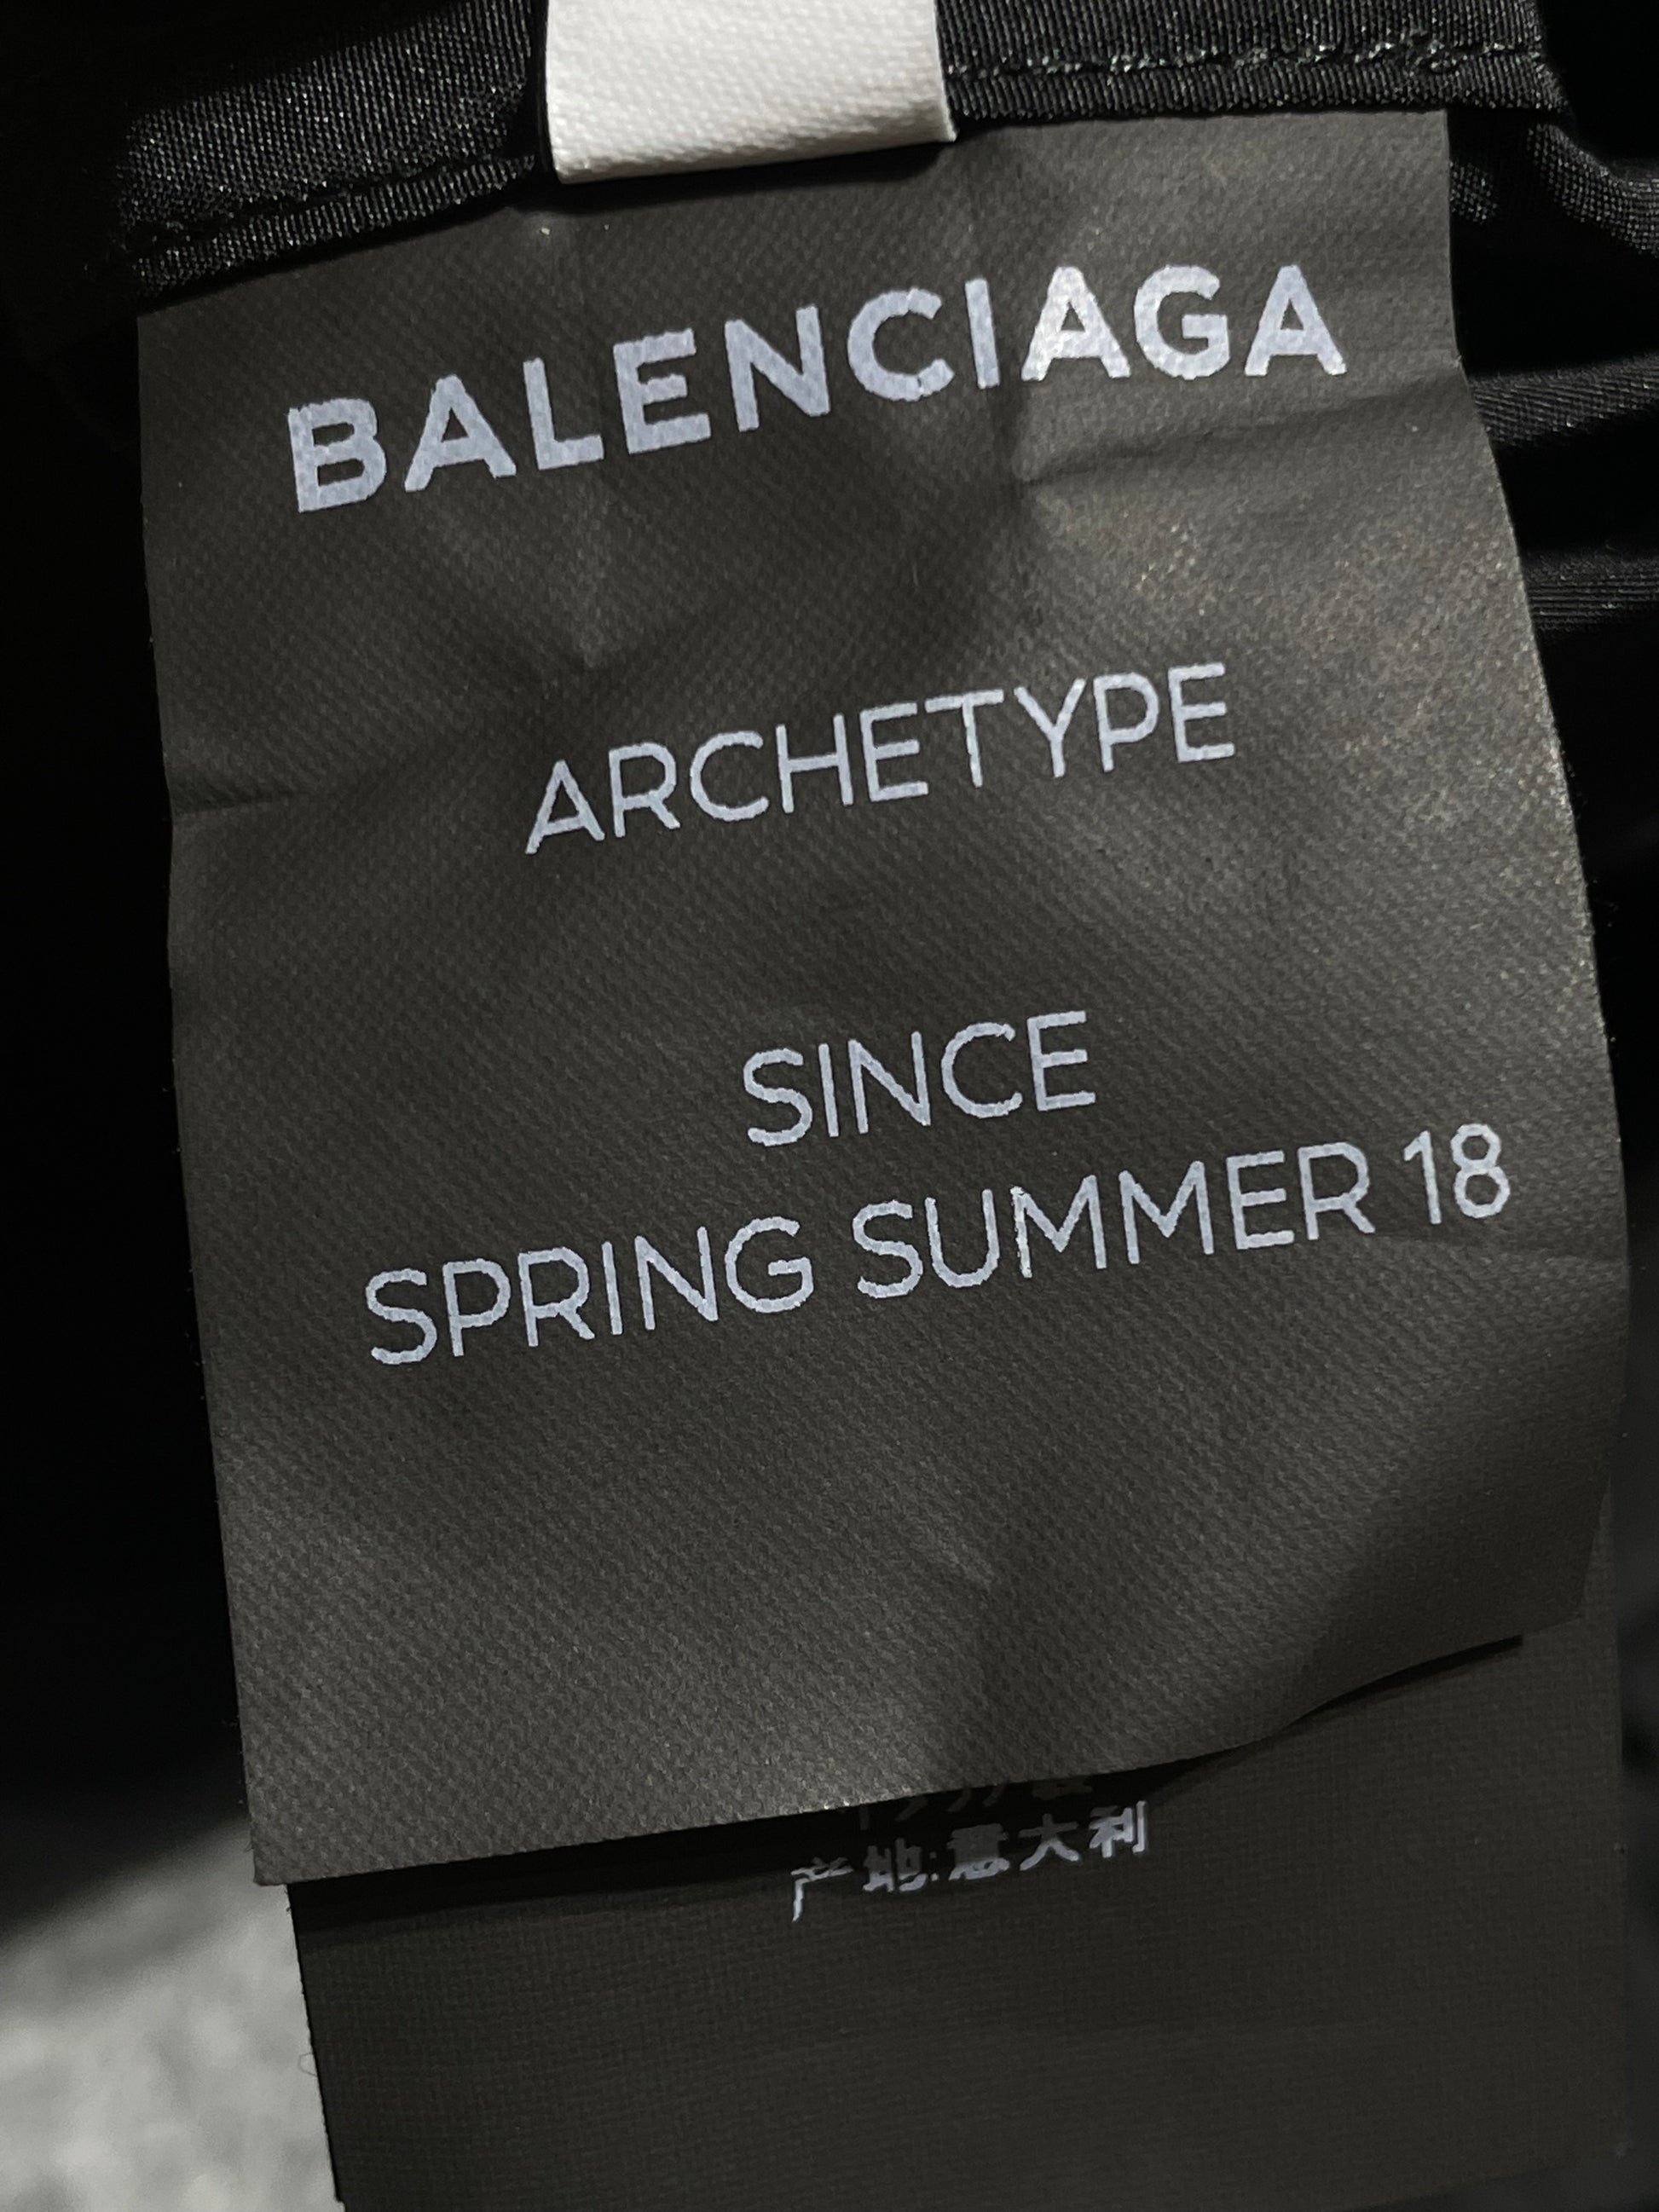 BALENCIAGA
ARCHETYPE
SINCE
SPRING SUMMER 18
产地:意大利